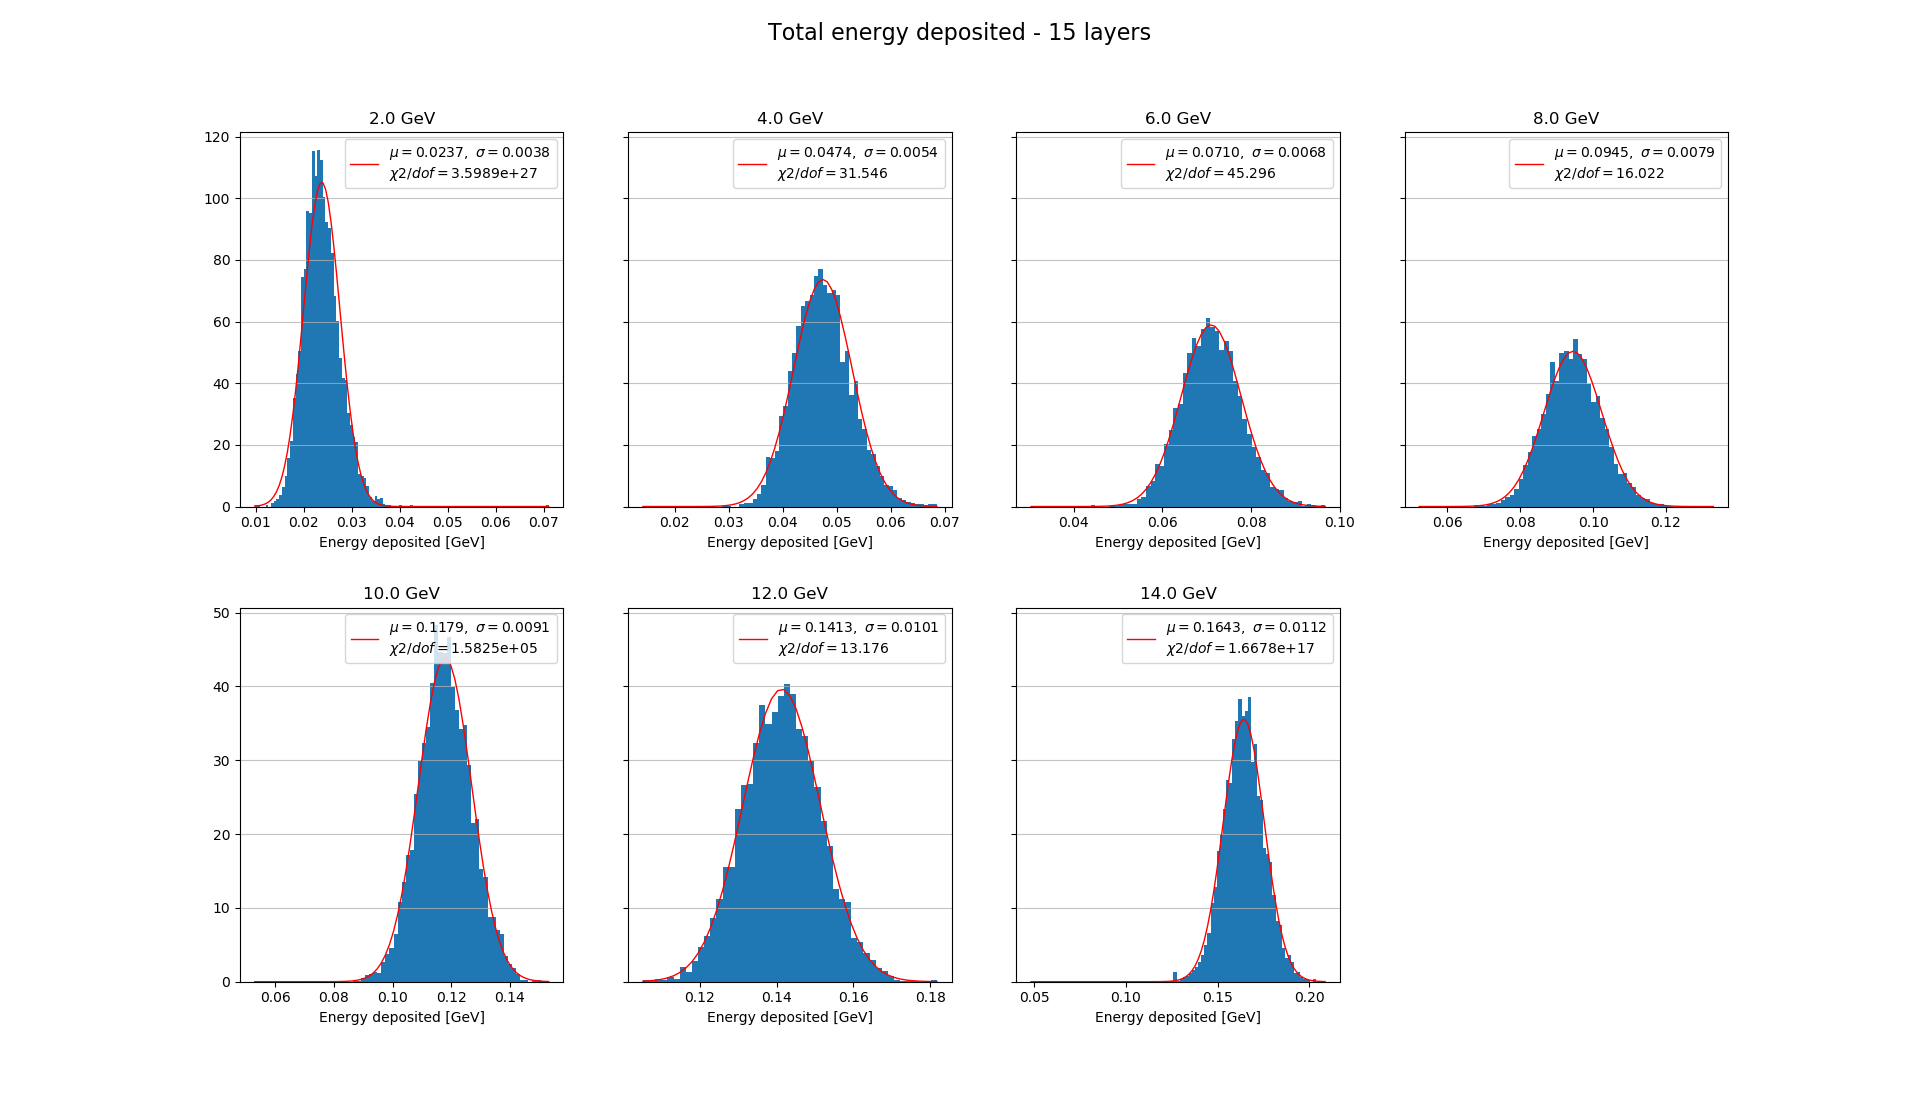 Total energy deposited - 15 layers
2.0 GeV
μ = 0.0237, σ = 0.0038
χ2/dof = 3.5989e+27
120
100
80
60
40
20
0
0.01 0.02 0.03 0.04 0.05 0.06 0.07
Energy deposited [GeV]
4.0 GeV
μ = 0.0474, σ = 0.0054
χ2/dof = 31.546
0.02 0.03 0.04 0.05 0.06 0.07
Energy deposited [GeV]
6.0 GeV
μ = 0.0710, σ = 0.0068
χ2/dof = 45.296
0.04 0.06 0.08 0.10
Energy deposited [GeV]
8.0 GeV
μ = 0.0945, σ = 0.0079
χ2/dof = 16.022
0.06 0.08 0.10 0.12
Energy deposited [GeV]
10.0 GeV
μ = 0.1179, σ = 0.0091
χ2/dof = 1.5825e+05
50
40
30
20
10
0
0.06 0.08 0.10 0.12 0.14
Energy deposited [GeV]
12.0 GeV
μ = 0.1413, σ = 0.0101
χ2/dof = 13.176
0.12 0.14 0.16 0.18
Energy deposited [GeV]
14.0 GeV
μ = 0.1643, σ = 0.0112
χ2/dof = 1.6678e+17
0.05 0.10 0.15 0.20
Energy deposited [GeV]